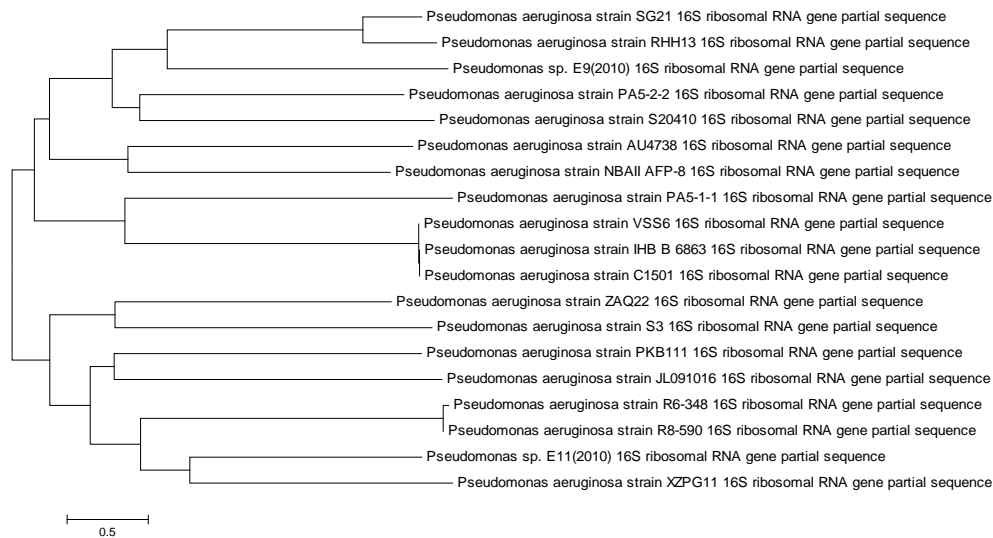 Pseudomonas aeruginosa strain SG21 16S ribosomal RNA gene partial sequence
Pseudomonas aeruginosa strain RHH13 16S ribosomal RNA gene partial sequence
Pseudomonas sp. E9(2010) 16S ribosomal RNA gene partial sequence
Pseudomonas aeruginosa strain PA5-2-2 16S ribosomal RNA gene partial sequence
Pseudomonas aeruginosa strain S20410 16S ribosomal RNA gene partial sequence
Pseudomonas aeruginosa strain AU4738 16S ribosomal RNA gene partial sequence
Pseudomonas aeruginosa strain NBAII AFP-8 16S ribosomal RNA gene partial sequence
Pseudomonas aeruginosa strain PA5-1-1 16S ribosomal RNA gene partial sequence
Pseudomonas aeruginosa strain VSS6 16S ribosomal RNA gene partial sequence
Pseudomonas aeruginosa strain IHB B 6863 16S ribosomal RNA gene partial sequence
Pseudomonas aeruginosa strain C1501 16S ribosomal RNA gene partial sequence
Pseudomonas aeruginosa strain ZAQ22 16S ribosomal RNA gene partial sequence
Pseudomonas aeruginosa strain S3 16S ribosomal RNA gene partial sequence
Pseudomonas aeruginosa strain PKB111 16S ribosomal RNA gene partial sequence
Pseudomonas aeruginosa strain JL091016 16S ribosomal RNA gene partial sequence
Pseudomonas aeruginosa strain R6-348 16S ribosomal RNA gene partial sequence
Pseudomonas aeruginosa strain R8-590 16S ribosomal RNA gene partial sequence
Pseudomonas sp. E11(2010) 16S ribosomal RNA gene partial sequence
Pseudomonas aeruginosa strain XZPG11 16S ribosomal RNA gene partial sequence
0.5